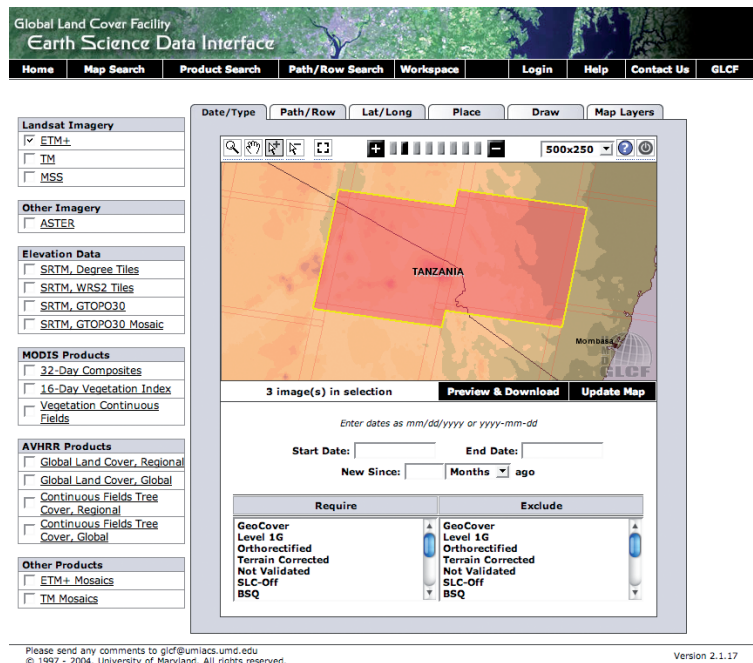 Global Land Cover Facility
Earth Science Data Interface
Home Map Search Product Search Path/Row Search Workspace Login Help Contact Us GLCF
Date/Type Path/Row Lat/Long Place Draw Map Layers
Landsat Imagery
ETM+
TM
MSS
Other Imagery
ASTER
Elevation Data
SRTM, Degree Tiles
SRTM, WRS2 Tiles
SRTM, GTOPO30
SRTM, GTOPO30 Mosaic
MODIS Products
32-Day Composites
16-Day Vegetation Index
Vegetation Continuous
Fields
AVHRR Products
Global Land Cover, Regional
Global Land Cover, Global
Continuous Fields Tree
Cover, Regional
Continuous Fields Tree
Cover, Global
Other Products
ETM+ Mosaics
TM Mosaics
500x250 ?
TANZANIA
Mombasa
GLCF
3 image(s) in selection Preview & Download Update Map
Enter dates as mm/dd/yyyy or yyyy-mm-dd
Start Date: End Date:
New Since: Months ago
Require Exclude
GeoCover GeoCover
Level 1G Level 1G
Orthorectified Orthorectified
Terrain Corrected Terrain Corrected
Not Validated Not Validated
SLC-Off SLC-Off
BSQ BSQ
Please send any comments to glcf@umiacs.umd.edu
© 1997 - 2004, University of Maryland. All rights reserved.
Version 2.1.17